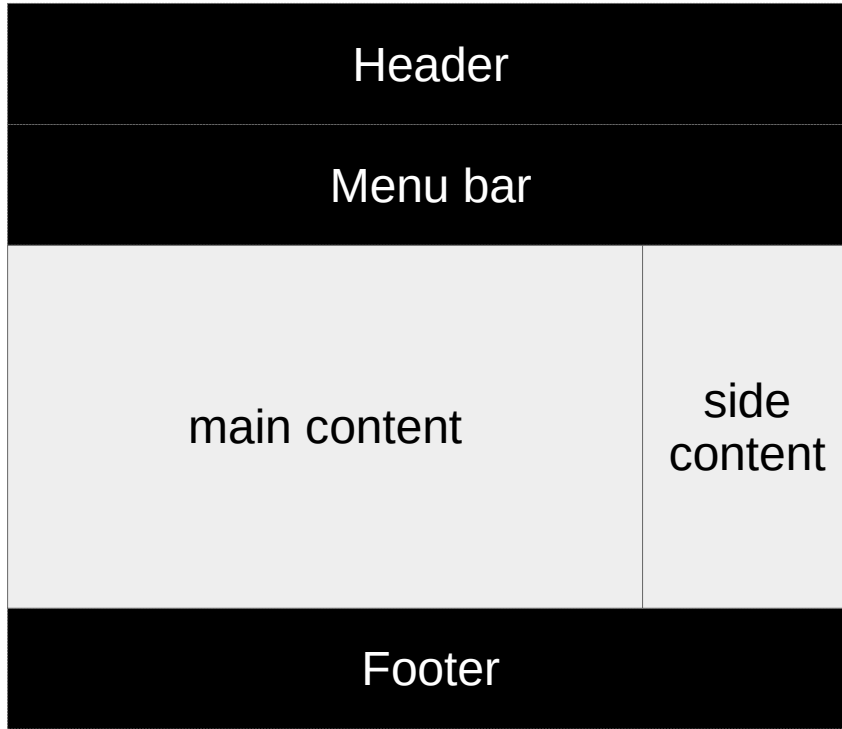 Header
Menu bar
main content
side
content
Footer